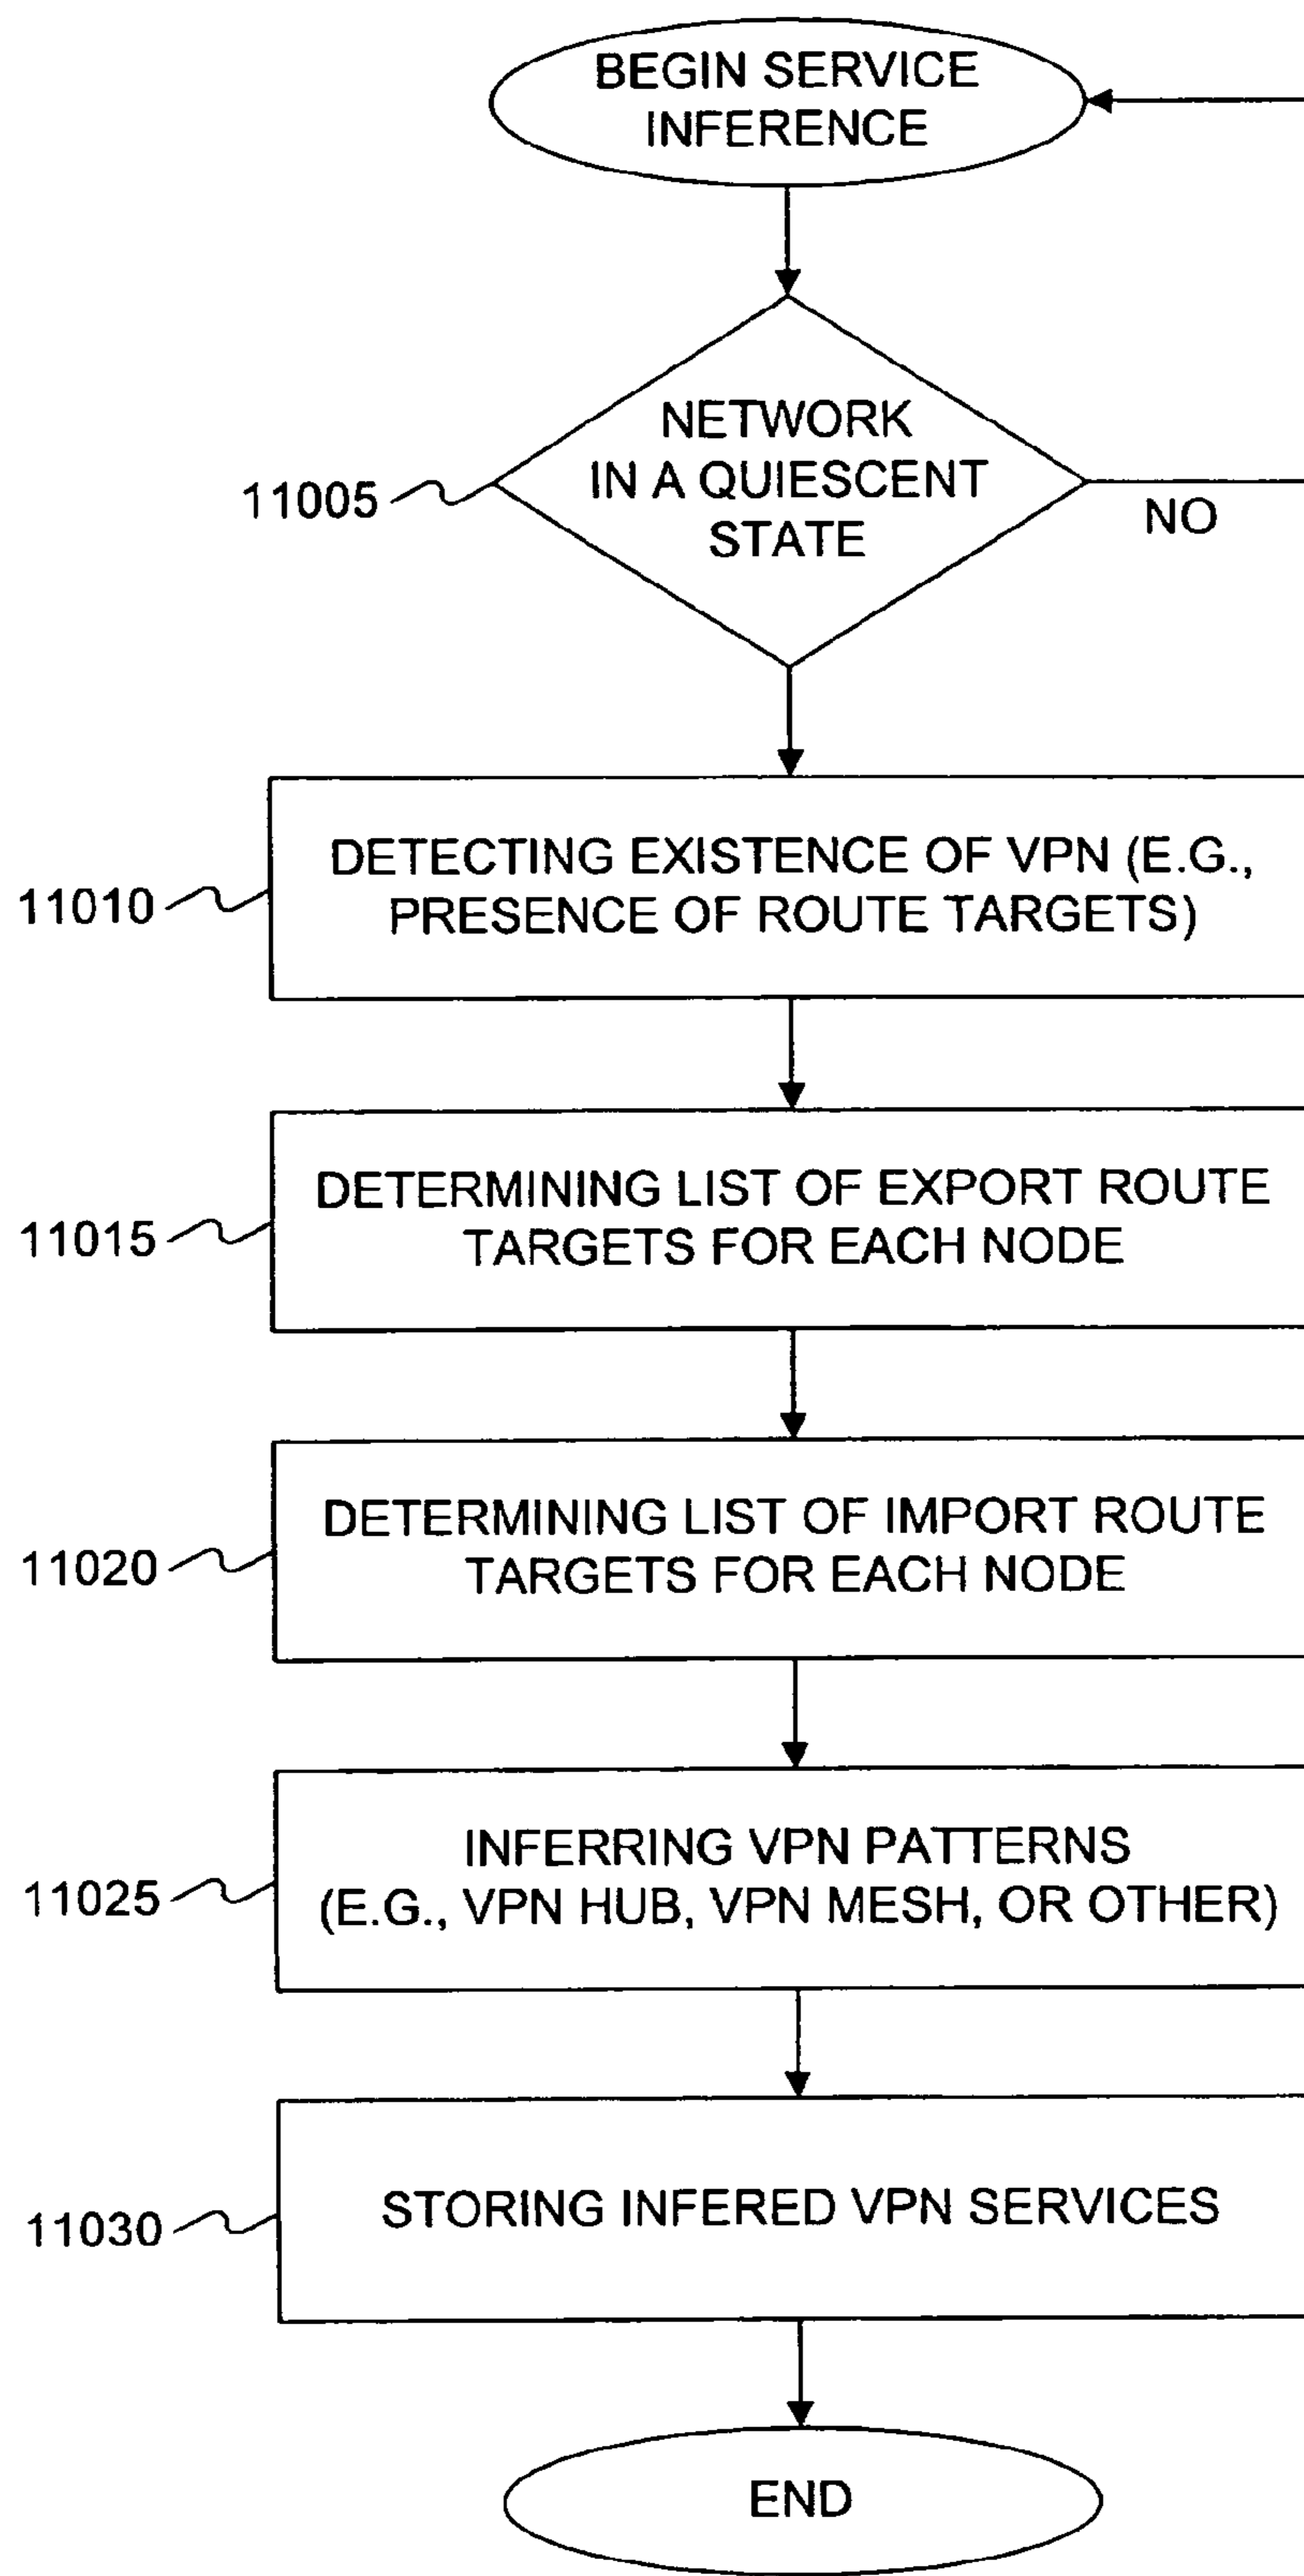 BEGIN SERVICE
INFERENCE
NETWORK
IN A QUIESCENT
STATE
11005
NO
DETECTING EXISTENCE OF VPN (E.G.,
PRESENCE OF ROUTE TARGETS)
11010
DETERMINING LIST OF EXPORT ROUTE
TARGETS FOR EACH NODE
11015
DETERMINING LIST OF IMPORT ROUTE
TARGETS FOR EACH NODE
11020
INFERRING VPN PATTERNS
(E.G., VPN HUB, VPN MESH, OR OTHER)
11025
STORING INFERED VPN SERVICES
11030
END